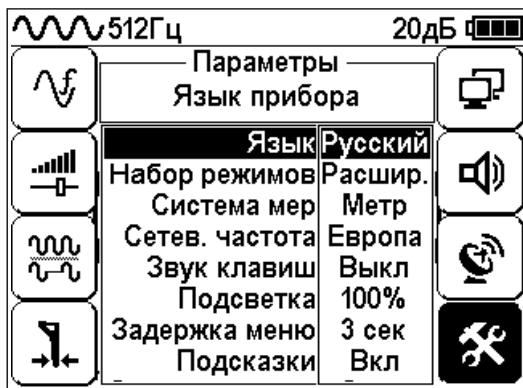 512Гц 20дБ
Параметры
Язык прибора
Язык Русский
Набор режимов Расшир.
Система мер Метр
Сетев. частота Европа
Звук клавиш Выкл
Подсветка 100%
Задержка меню 3 сек
Подсказки Вкл